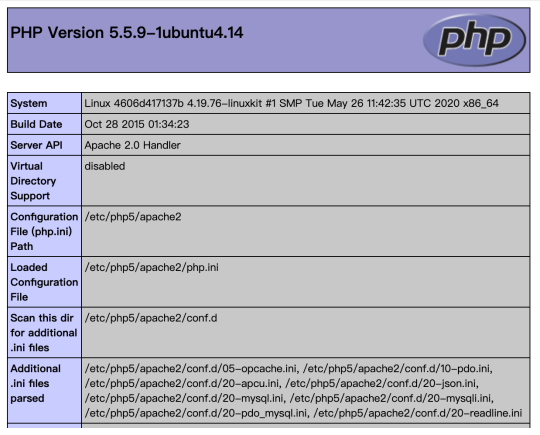 PHP Version 5.5.9-1ubuntu4.14
php
System Linux 4606d417137b 4.19.76-linuxkit #1 SMP Tue May 26 11:42:35 UTC 2020 x86_64
Build Date Oct 28 2015 01:34:23
Server API Apache 2.0 Handler
Virtual disabled
Directory
Support
Configuration /etc/php5/apache2
File (php.ini)
Path
Loaded /etc/php5/apache2/php.ini
Configuration
File
Scan this dir /etc/php5/apache2/conf.d
for additional
.ini files
Additional /etc/php5/apache2/conf.d/05-opcache.ini, /etc/php5/apache2/conf.d/10-pdo.ini,
.ini files /etc/php5/apache2/conf.d/20-apcu.ini, /etc/php5/apache2/conf.d/20-json.ini,
parsed /etc/php5/apache2/conf.d/20-mysql.ini, /etc/php5/apache2/conf.d/20-mysqli.ini,
/etc/php5/apache2/conf.d/20-pdo_mysql.ini, /etc/php5/apache2/conf.d/20-readline.ini